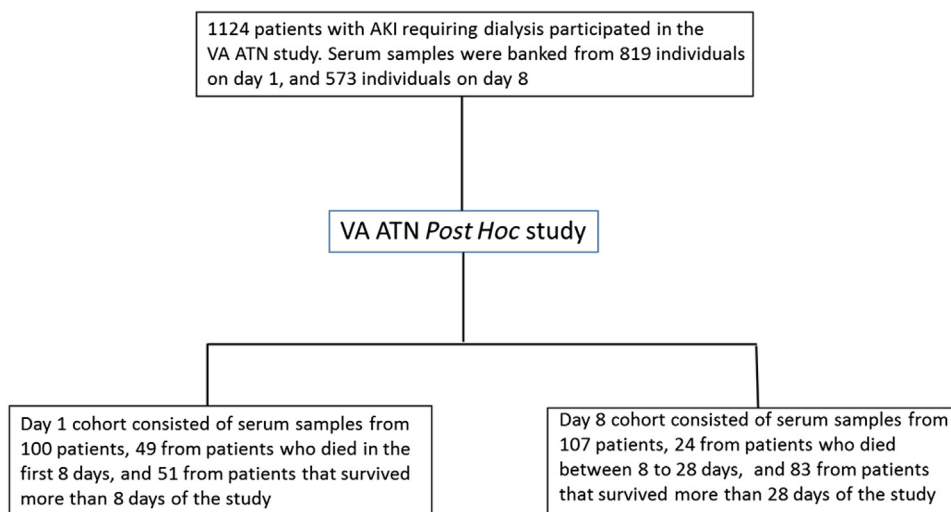 1124 patients with AKI requiring dialysis participated in the
VA ATN study. Serum samples were banked from 819 individuals
on day 1, and 573 individuals on day 8
VA ATN Post Hoc study
Day 1 cohort consisted of serum samples from
100 patients, 49 from patients who died in the
first 8 days, and 51 from patients that survived
more than 8 days of the study
Day 8 cohort consisted of serum samples from
107 patients, 24 from patients who died
between 8 to 28 days, and 83 from patients
that survived more than 28 days of the study